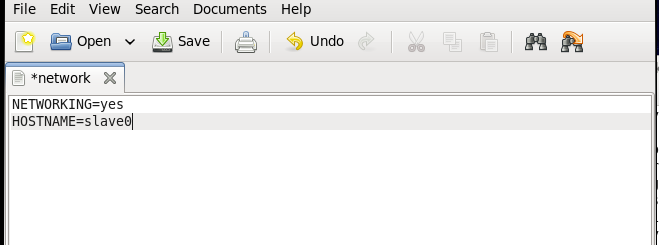 File Edit View Search Documents Help
Open Save Undo
*network
NETWORKING=yes
HOSTNAME=slave0